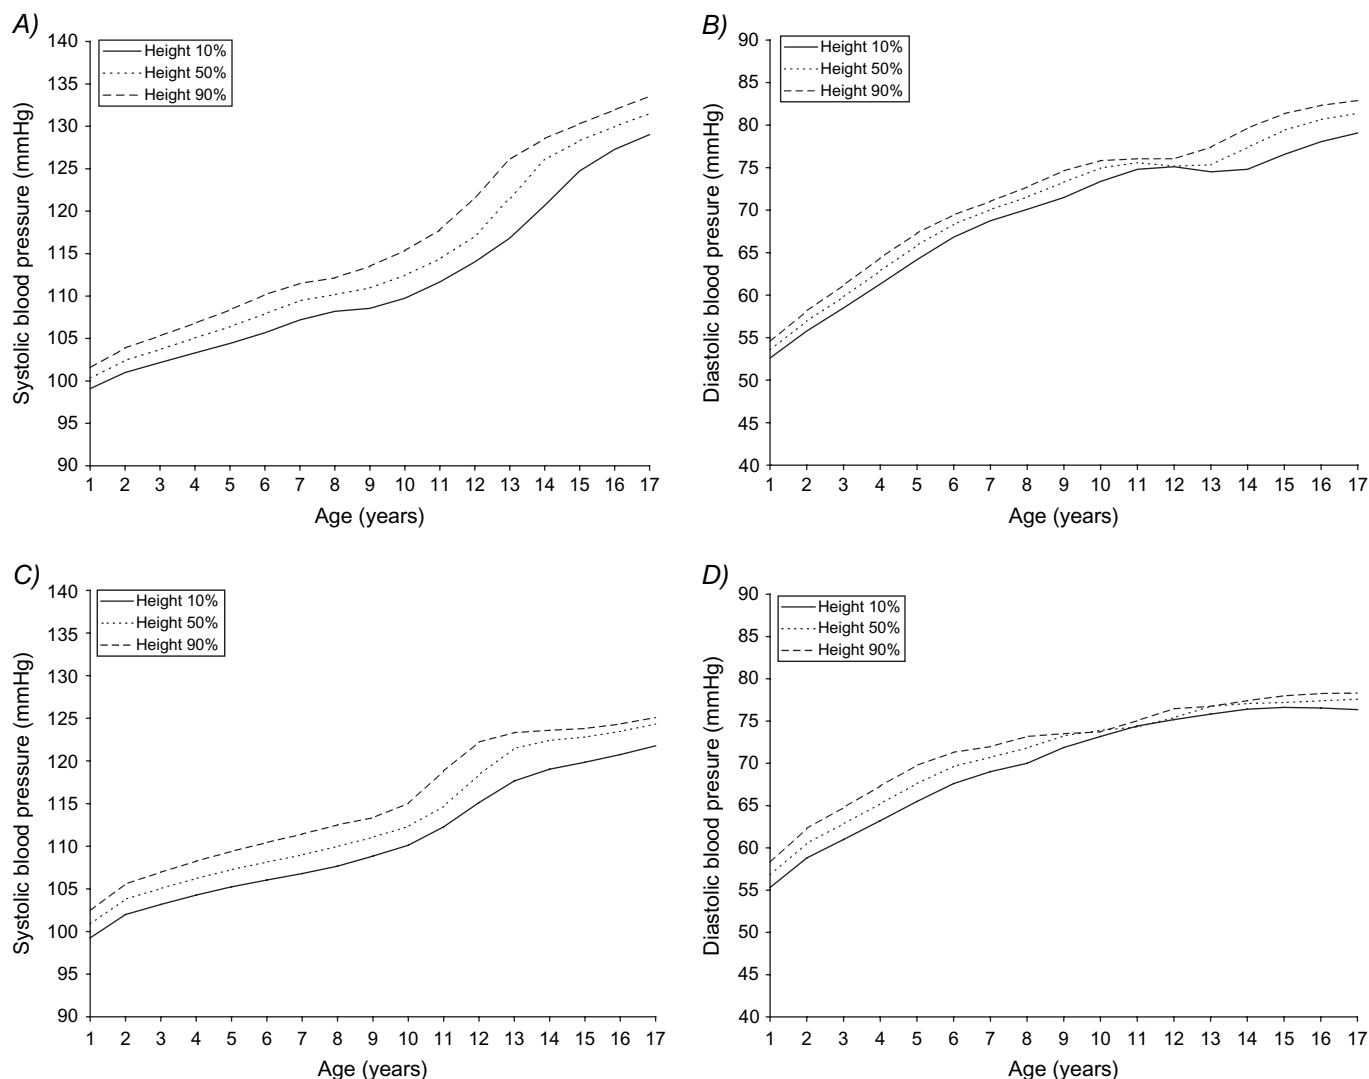 A)
Height 10%
Height 50%
Height 90%
Systolic blood pressure (mmHg)
140
135
130
125
120
115
110
105
100
95
90
1 2 3 4 5 6 7 8 9 10 11 12 13 14 15 16 17
Age (years)
B)
Height 10%
Height 50%
Height 90%
Diastolic blood pressure (mmHg)
90
85
80
75
70
65
60
55
50
45
40
1 2 3 4 5 6 7 8 9 10 11 12 13 14 15 16 17
Age (years)
C)
Height 10%
Height 50%
Height 90%
Systolic blood pressure (mmHg)
140
135
130
125
120
115
110
105
100
95
90
1 2 3 4 5 6 7 8 9 10 11 12 13 14 15 16 17
Age (years)
D)
Height 10%
Height 50%
Height 90%
Diastolic blood pressure (mmHg)
90
85
80
75
70
65
60
55
50
45
40
1 2 3 4 5 6 7 8 9 10 11 12 13 14 15 16 17
Age (years)